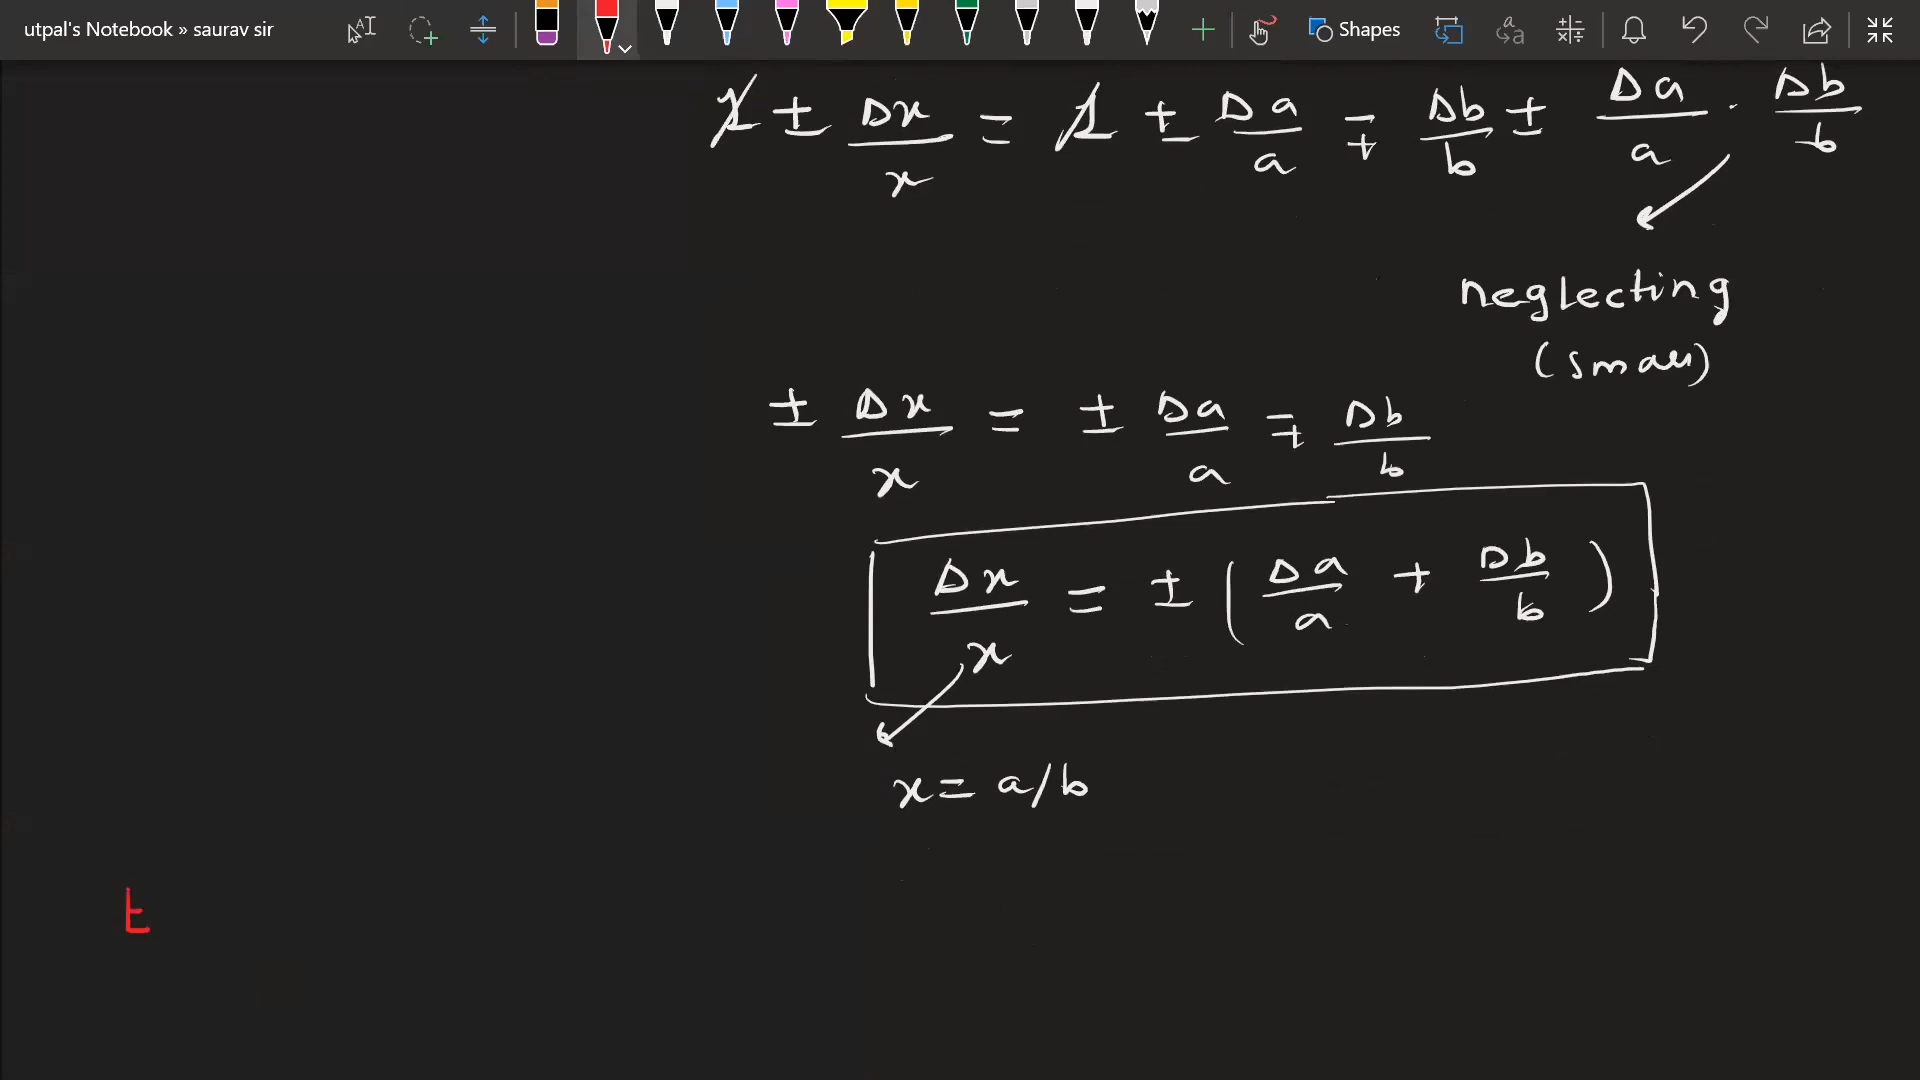 utpal's Notebook » saurav sir
Shapes
1 ± Δx/x = 1 ± Δa/a ∓ Δb/b ± Δa/a · Δb/b
neglecting
(small)
± Δx/x = ± Δa/a ∓ Δb/b
Δx/x = ± (Δa/a + Δb/b)
x = a/b